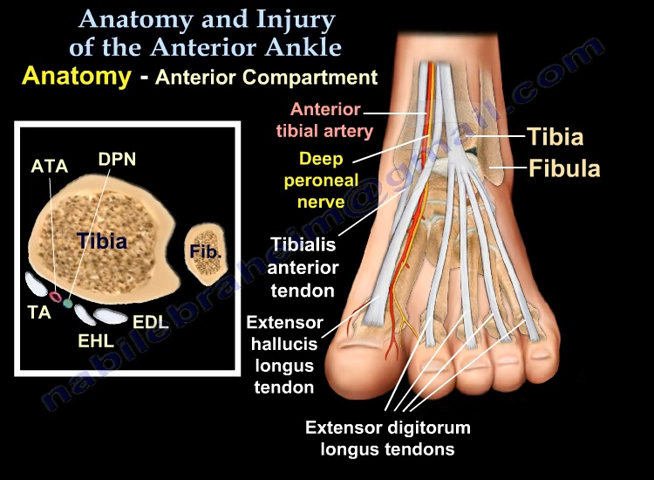 Anatomy and Injury
of the Anterior Ankle
Anatomy - Anterior Compartment
ATA
DPN
Tibia
Fib.
TA
EHL
EDL
Anterior
tibial artery
Deep
peroneal
nerve
Tibialis
anterior
tendon
Extensor
hallucis
longus
tendon
Extensor digitorum
longus tendons
Tibia
Fibula
nabilebraheim@gmail.com